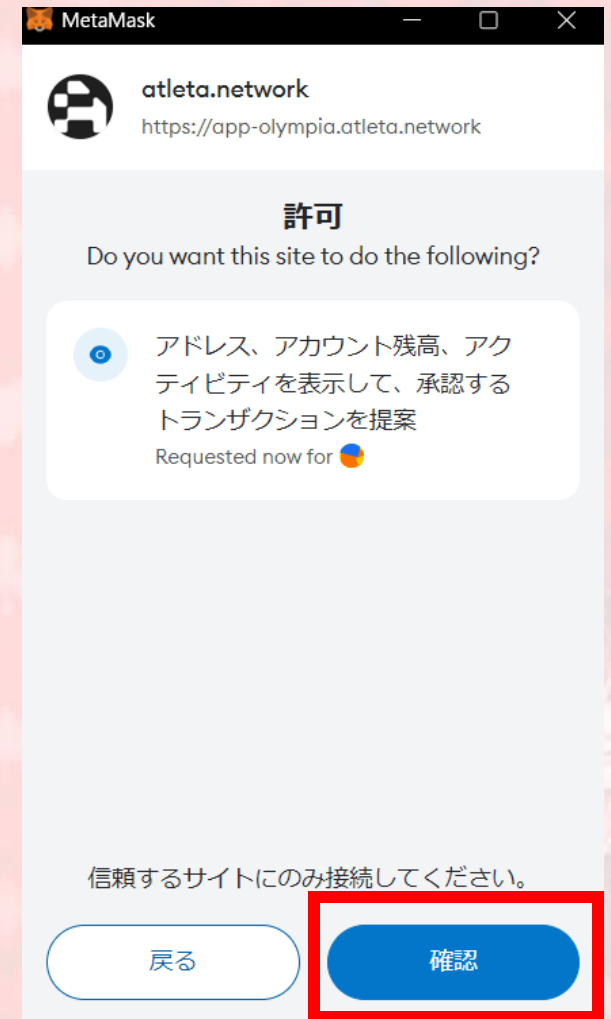 MetaMask
atleta.network
https://app-olympia.atleta.network
許可
Do you want this site to do the following?
アドレス、アカウント残高、アク
ティビティを表示して、承認する
トランザクションを提案
Requested now for
信頼するサイトにのみ接続してください。
戻る
確認